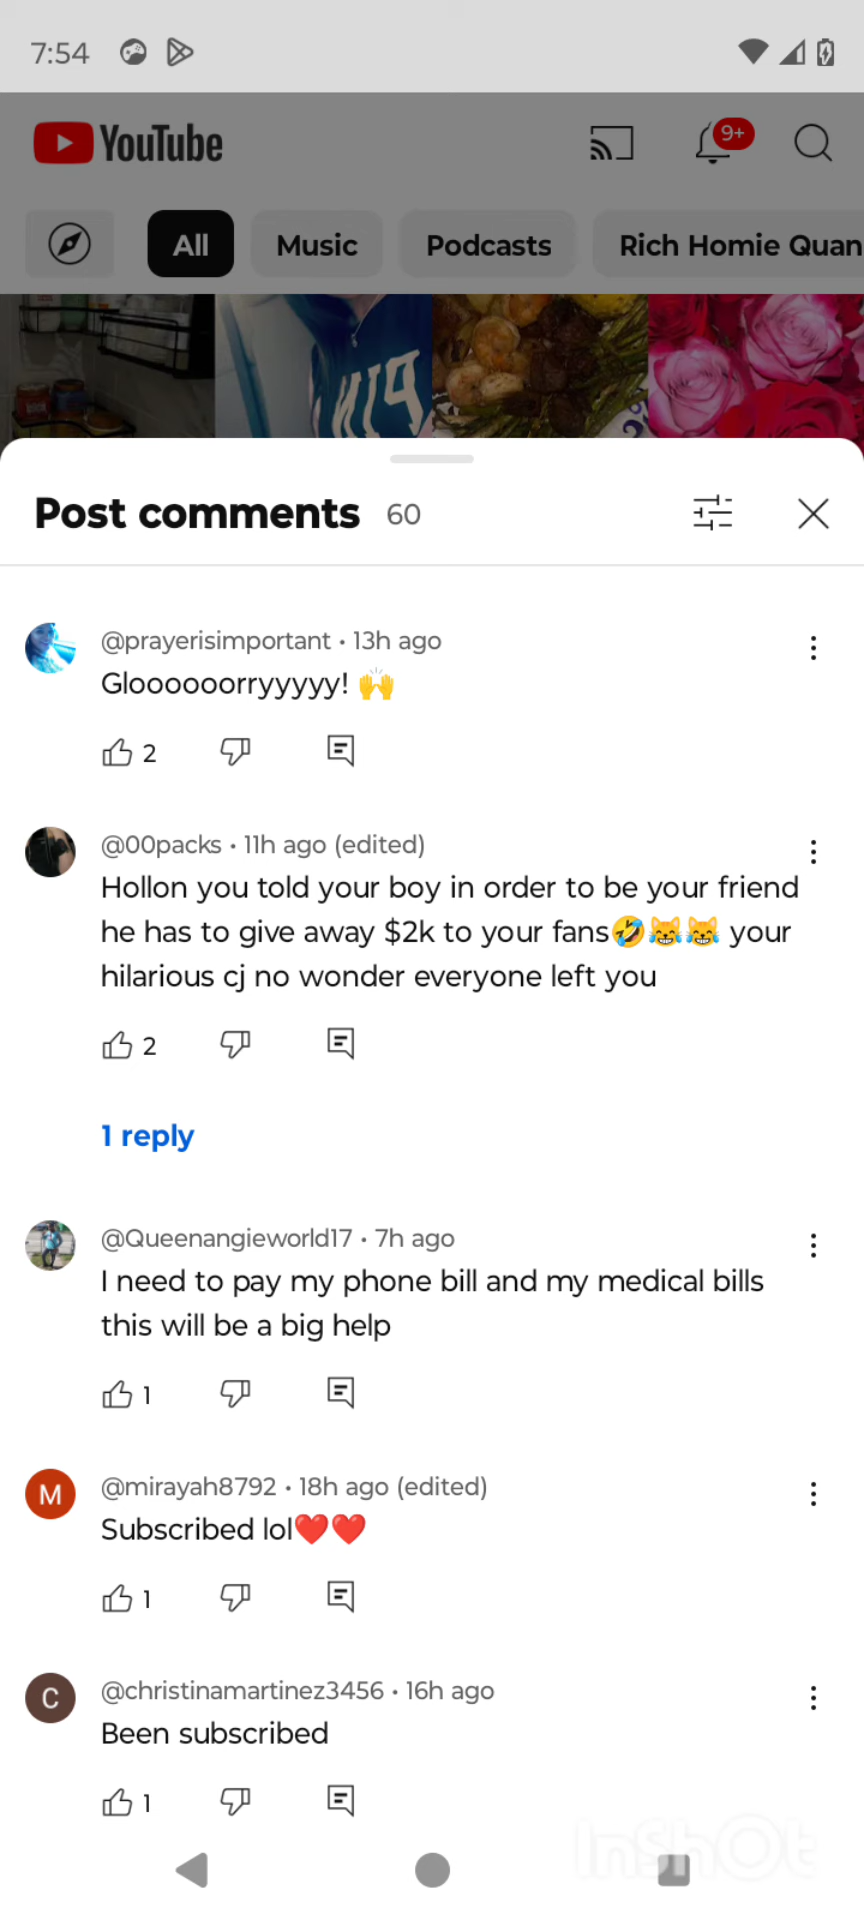 7:54
YouTube
9+
All
Music
Podcasts
Rich Homie Quan
Post comments 60
@prayerisimportant • 13h ago
Gloooooorryyyyy! 🙌
2
@00packs • 11h ago (edited)
Hollon you told your boy in order to be your friend
he has to give away $2k to your fans🤣😹😹 your
hilarious cj no wonder everyone left you
2
1 reply
@Queenangieworld17 • 7h ago
I need to pay my phone bill and my medical bills
this will be a big help
1
M
@mirayah8792 • 18h ago (edited)
Subscribed lol❤️❤️
1
C
@christinamartinez3456 • 16h ago
Been subscribed
1
InShOt